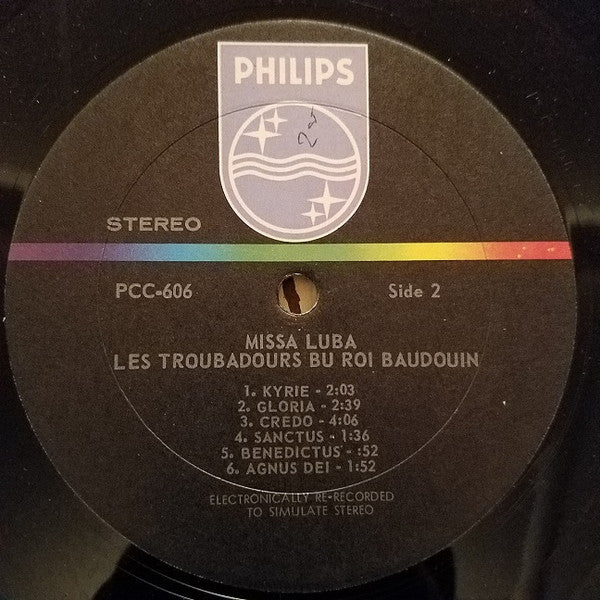 PHILIPS
STEREO
PCC-606 Side 2
MISSA LUBA
LES TROUBADOURS BU ROI BAUDOUIN
1. KYRIE - 2:03
2. GLORIA - 2:39
3. CREDO - 4:06
4. SANCTUS - 1:36
5. BENEDICTUS - :52
6. AGNUS DEI - 1:52
ELECTRONICALLY RE-RECORDED
TO SIMULATE STEREO